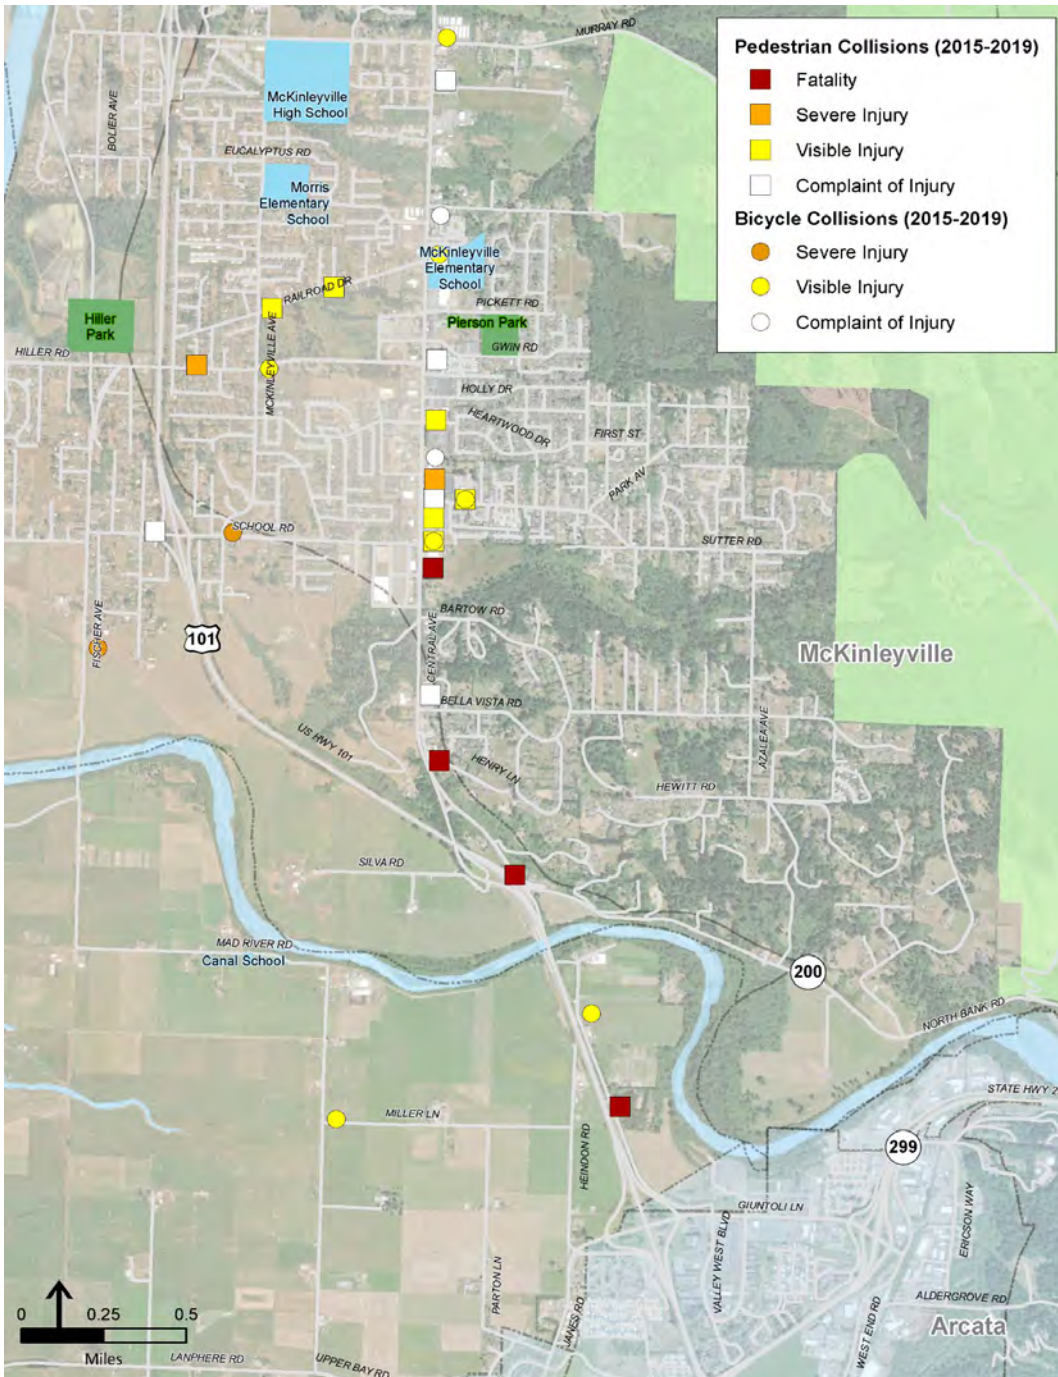 MURRAY RD
Pedestrian Collisions (2015-2019)
Fatality
Severe Injury
Visible Injury
Complaint of Injury
Bicycle Collisions (2015-2019)
Severe Injury
Visible Injury
Complaint of Injury
McKinleyville
High School
BOLIER AVE
EUCALYPTUS RD
Morris
Elementary
School
McKinleyville
Elementary
School
RAILROAD DR
PICKETT RD
Hiller
Park
Pierson Park
MCKINLEYVILLE AVE
GWIN RD
HILLER RD
HOLLY DR
HEARTWOOD DR
FIRST ST
PARK AV
SCHOOL RD
SUTTER RD
FISCHER AVE
101
BARTOW RD
CENTRAL AVE
McKinleyville
BELLA VISTA RD
AZALEA AVE
US HWY 101
HENRY LN
HEWITT RD
SILVA RD
MAD RIVER RD
Canal School
200
NORTH BANK RD
STATE HWY 2
MILLER LN
HEINDON RD
299
GIUNTOLI LN
ERICSON WAY
VALLEY WEST BLVD
PARTON LN
JANES RD
WEST END RD
ALDERGROVE RD
Arcata
0 0.25 0.5
Miles
LANPHERE RD
UPPER BAY RD